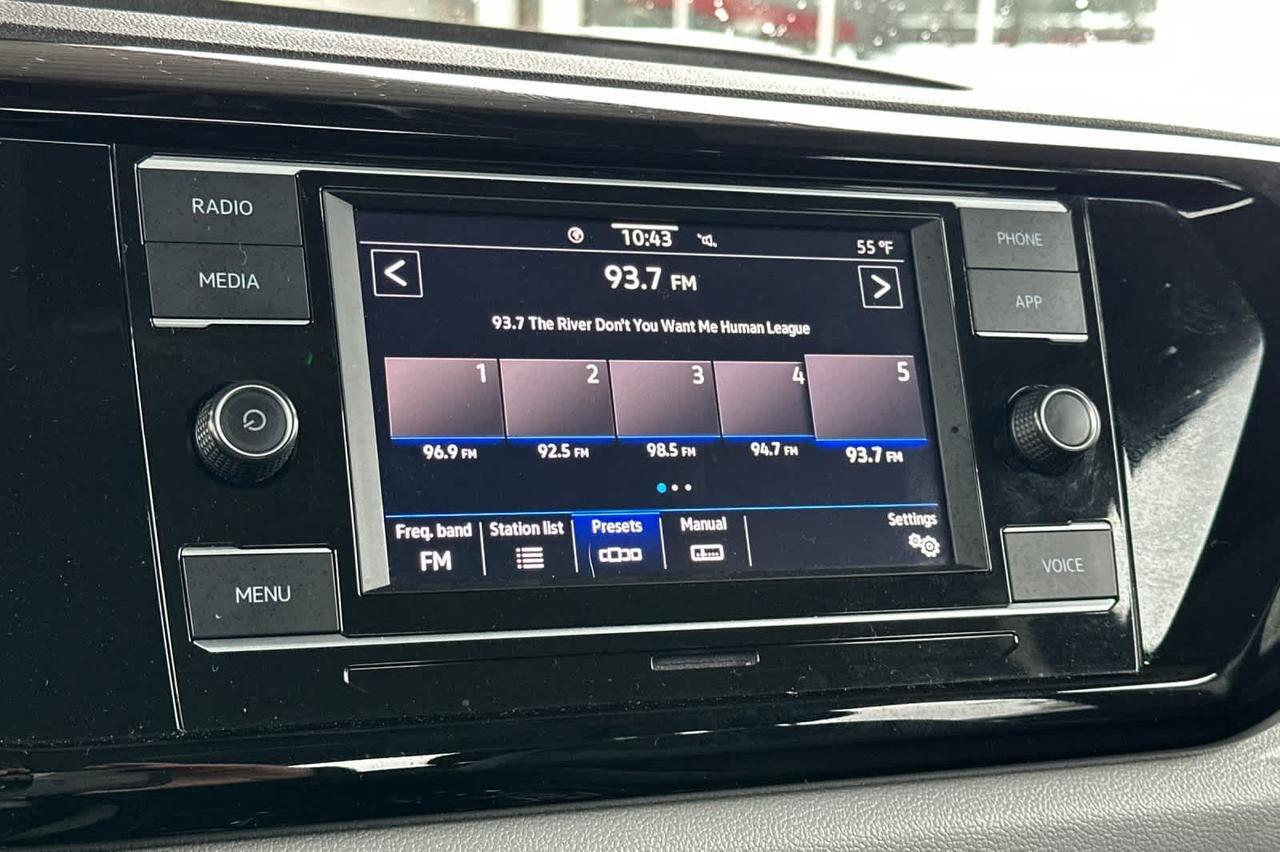 RADIO
MEDIA
MENU
10:43
55 °F
93.7 FM
93.7 The River Don't You Want Me Human League
1 2 3 4 5
96.9 FM 92.5 FM 98.5 FM 94.7 FM 93.7 FM
Freq. band Station list Presets Manual Settings
FM
PHONE
APP
VOICE